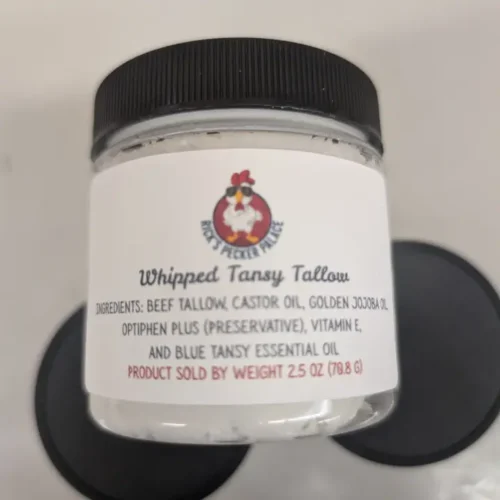 RICK'S PECKER PALACE
Whipped Tansy Tallow
INGREDIENTS: BEEF TALLOW, CASTOR OIL, GOLDEN JOJOBA OIL,
OPTIPHEN PLUS (PRESERVATIVE), VITAMIN E,
AND BLUE TANSY ESSENTIAL OIL
PRODUCT SOLD BY WEIGHT 2.5 OZ (70.8 G)